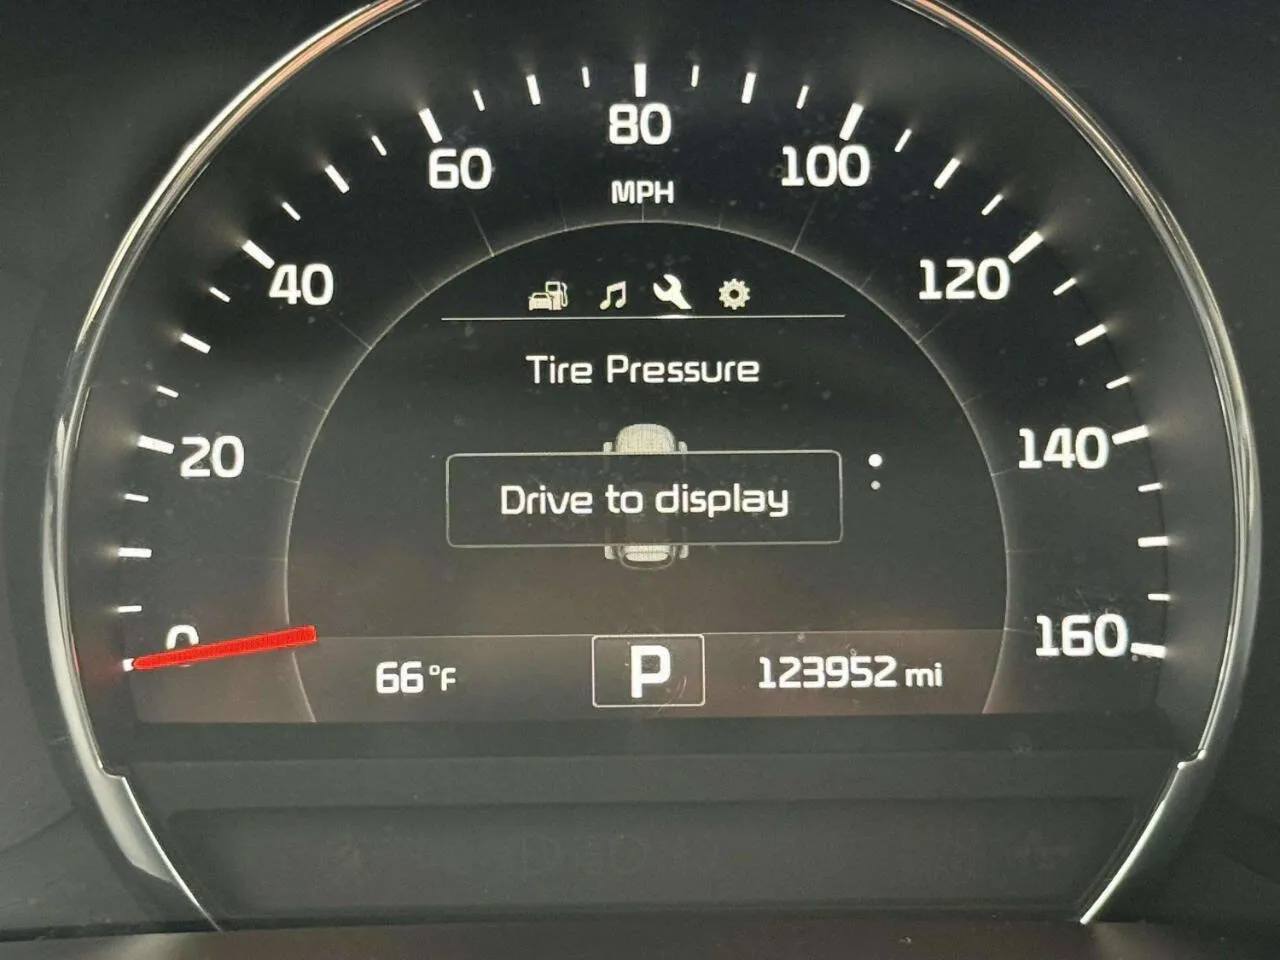 80
60
100
MPH
40
120
Tire Pressure
20
140
Drive to display
0
160
66 °F
P
123952 mi